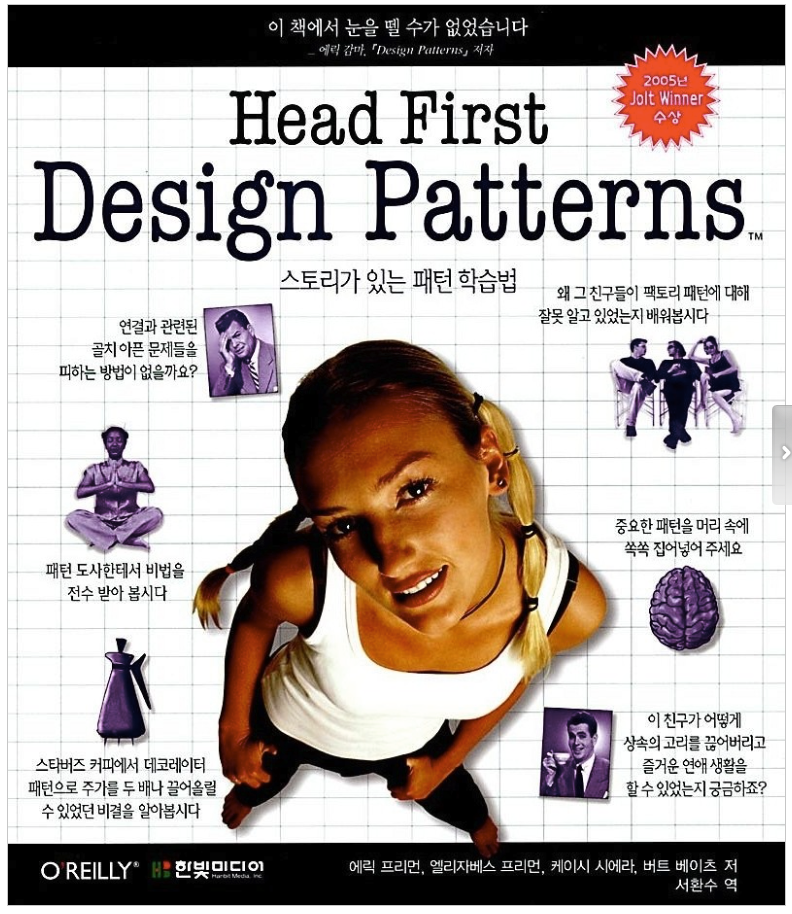 이 책에서 눈을 뗄 수가 없었습니다
_ 에릭 감마, 『Design Patterns』 저자
2005년
Jolt Winner
수상
Head First
Design Patterns™
스토리가 있는 패턴 학습법
연결과 관련된
골치 아픈 문제들을
피하는 방법이 없을까요?
왜 그 친구들이 팩토리 패턴에 대해
잘못 알고 있었는지 배워봅시다
패턴 도사한테서 비법을
전수 받아 봅시다
중요한 패턴을 머리 속에
쏙쏙 집어넣어 주세요
스타버즈 커피에서 데코레이터
패턴으로 주가를 두 배나 끌어올릴
수 있었던 비결을 알아봅시다
이 친구가 어떻게
상속의 고리를 끊어버리고
즐거운 연애 생활을
할 수 있었는지 궁금하죠?
O'REILLY®
HB 한빛미디어
Hanbit Media, Inc.
에릭 프리먼, 엘리자베스 프리먼, 케이시 시에라, 버트 베이츠 저
서환수 역